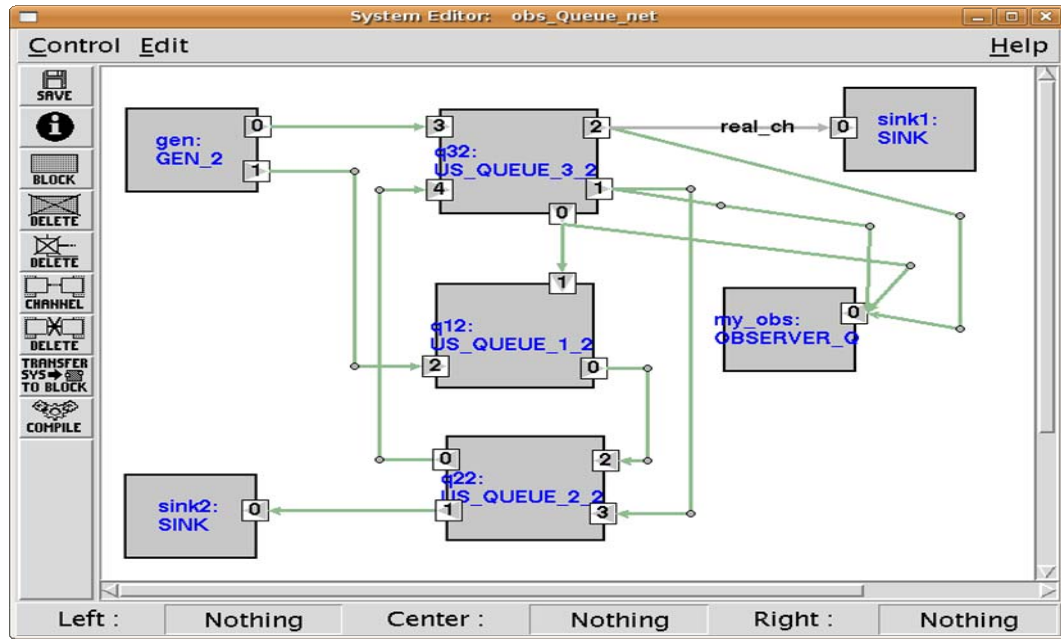 System Editor: obs_Queue_net
Control Edit Help
SAVE
BLOCK
DELETE
DELETE
CHANNEL
DELETE
TRANSFER
SYS
TO BLOCK
COMPILE
gen:
GEN_2
0
1
3
q32:
US_QUEUE_3_2
4
2
1
0
real_ch
0
sink1:
SINK
1
q12:
US_QUEUE_1_2
2
0
my_obs:
OBSERVER_Q
0
0
q22:
US_QUEUE_2_2
1
2
3
sink2:
SINK
0
Left : Nothing Center : Nothing Right : Nothing